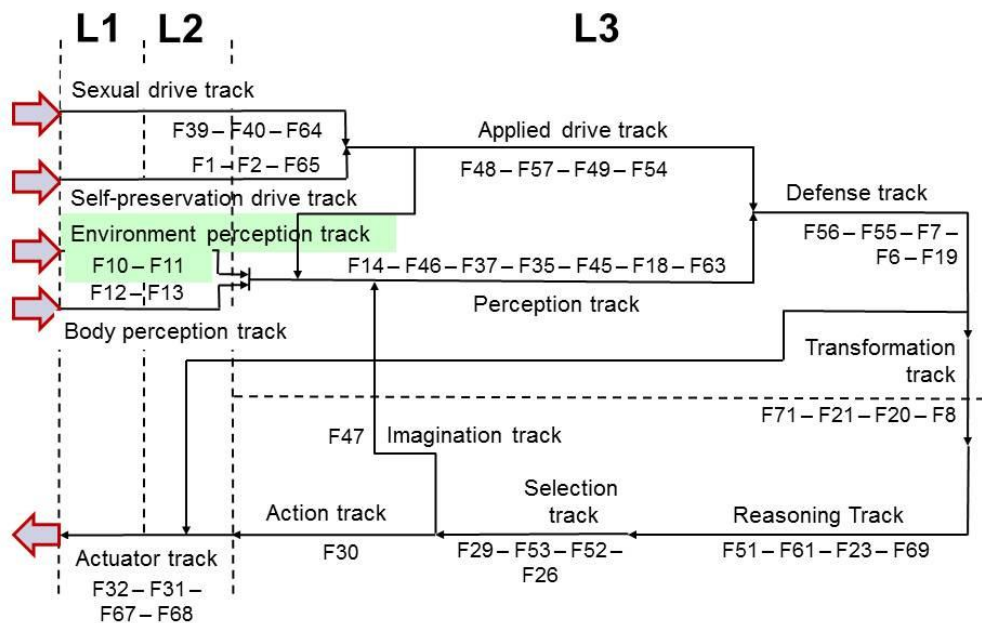 L1
L2
L3
Sexual drive track
F39 – F40 – F64
Applied drive track
F1 – F2 – F65
F48 – F57 – F49 – F54
Self-preservation drive track
Defense track
Environment perception track
F56 – F55 – F7 –
F6 – F19
F10 – F11
F14 – F46 – F37 – F35 – F45 – F18 – F63
F12 – F13
Perception track
Body perception track
Transformation
track
F71 – F21 – F20 – F8
F47
Imagination track
Selection
track
Action track
Reasoning Track
F30
F29 – F53 – F52 –
F26
F51 – F61 – F23 – F69
Actuator track
F32 – F31 –
F67 – F68